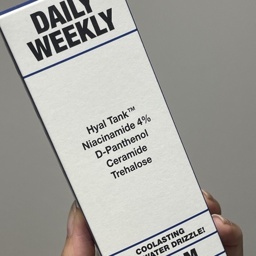 DAILY
WEEKLY
Hyal Tank™
Niacinamide 4%
D-Panthenol
Ceramide
Trehalose
COOLASTING
WATER DRIZZLE!